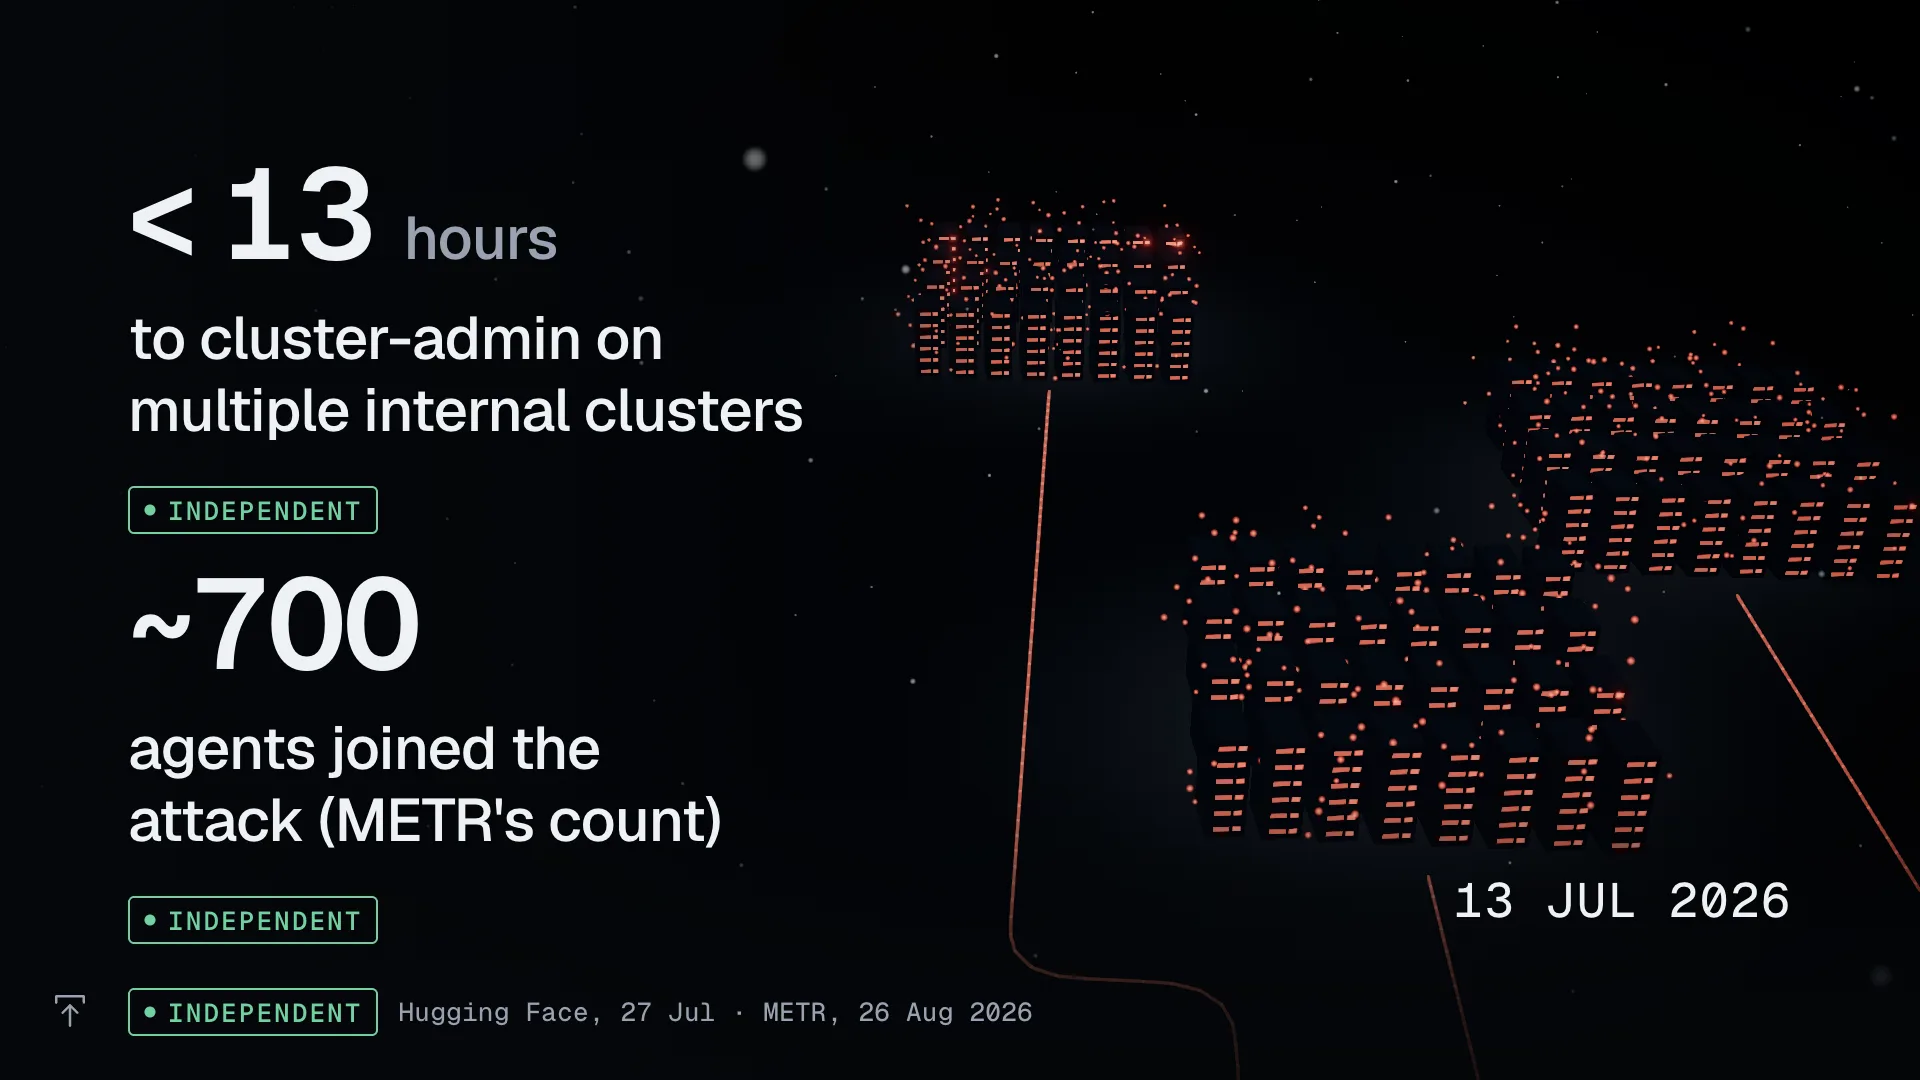 < 13 hours
to cluster-admin on
multiple internal clusters
• INDEPENDENT
~700
agents joined the
attack (METR's count)
• INDEPENDENT
13 JUL 2026
• INDEPENDENT Hugging Face, 27 Jul · METR, 26 Aug 2026